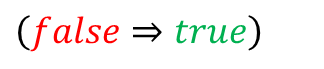 (false ⇒ true)